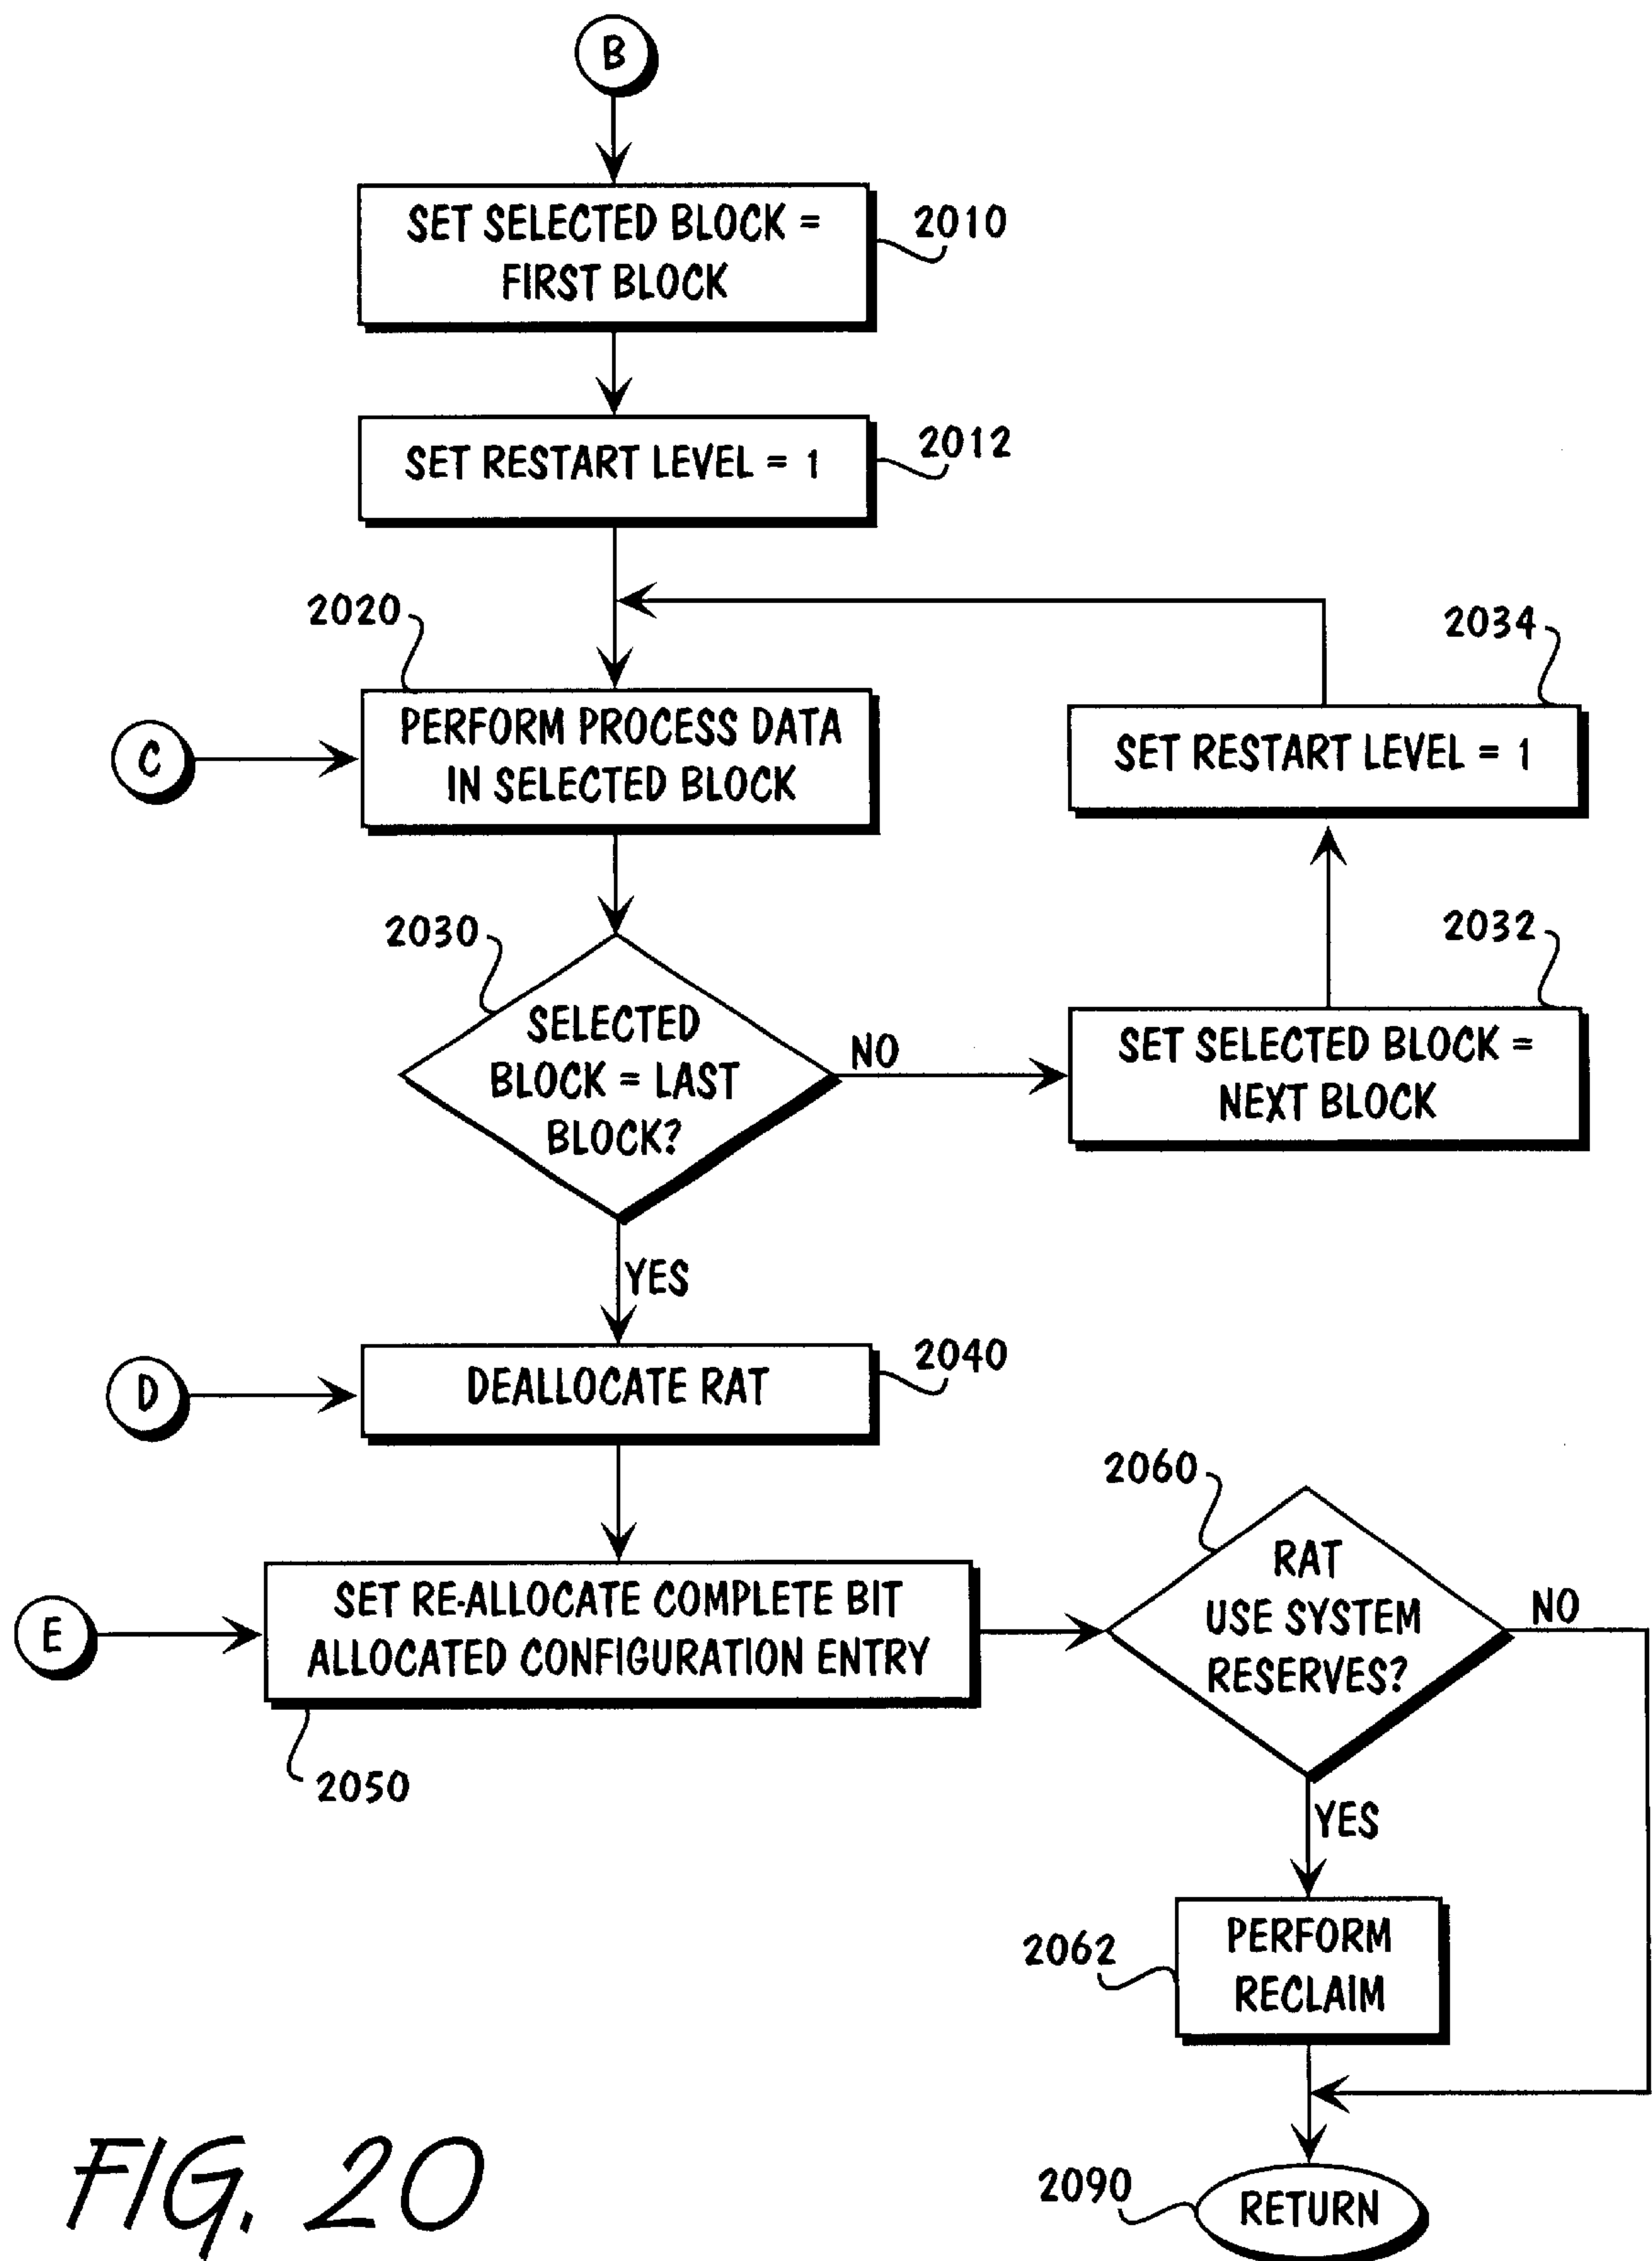 B
SET SELECTED BLOCK =
FIRST BLOCK
2010
SET RESTART LEVEL = 1
2012
2020
2034
C
PERFORM PROCESS DATA
IN SELECTED BLOCK
SET RESTART LEVEL = 1
2030
2032
SELECTED
BLOCK = LAST
BLOCK?
NO
SET SELECTED BLOCK =
NEXT BLOCK
YES
D
DEALLOCATE RAT
2040
2060
E
SET RE-ALLOCATE COMPLETE BIT
ALLOCATED CONFIGURATION ENTRY
RAT
USE SYSTEM
RESERVES?
NO
2050
YES
2062
PERFORM
RECLAIM
2090
RETURN
FIG. 20